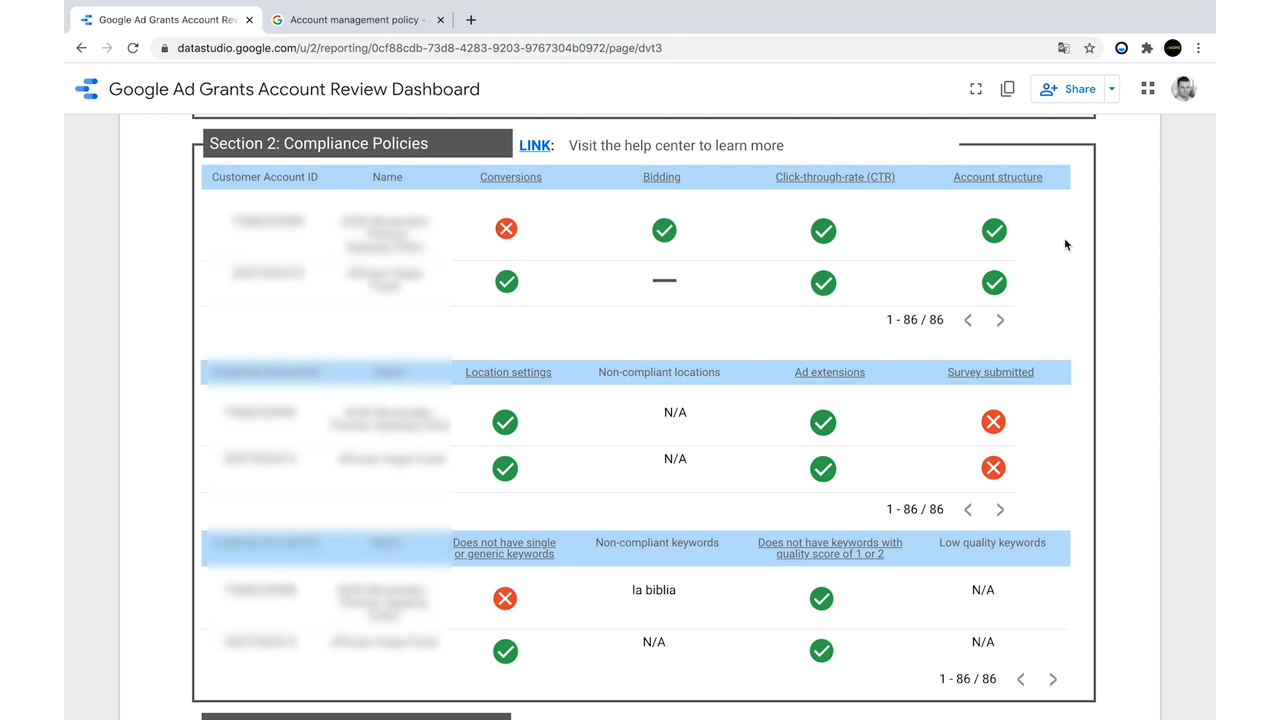 Google Ad Grants Account Rev
Account management policy -
datastudio.google.com/u/2/reporting/0cf88cdb-73d8-4283-9203-9767304b0972/page/dvt3
Google Ad Grants Account Review Dashboard
Share
Section 2: Compliance Policies
LINK: Visit the help center to learn more
Customer Account ID Name Conversions Bidding Click-through-rate (CTR) Account structure
1 - 86 / 86
Location settings Non-compliant locations Ad extensions Survey submitted
N/A
N/A
1 - 86 / 86
Does not have single or generic keywords Non-compliant keywords Does not have keywords with quality score of 1 or 2 Low quality keywords
la biblia N/A
N/A N/A
1 - 86 / 86